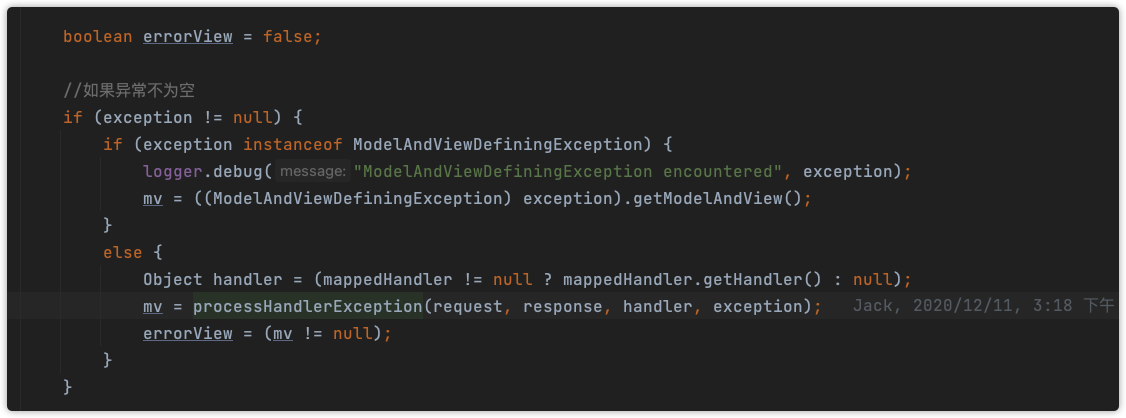 boolean errorView = false;
//如果异常不为空
if (exception != null) {
if (exception instanceof ModelAndViewDefiningException) {
logger.debug( message: "ModelAndViewDefiningException encountered", exception);
mv = ((ModelAndViewDefiningException) exception).getModelAndView();
}
else {
Object handler = (mappedHandler != null ? mappedHandler.getHandler() : null);
mv = processHandlerException(request, response, handler, exception); Jack, 2020/12/11, 3:18 下午
errorView = (mv != null);
}
}